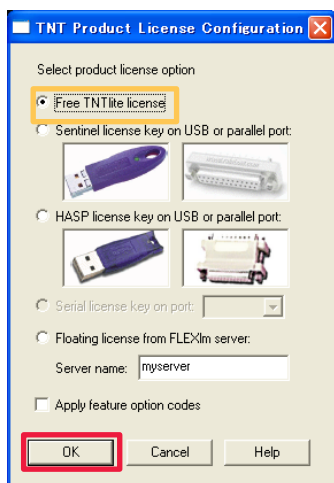 TNT Product License Configuration
Select product license option
Free TNTlite license
Sentinel license key on USB or parallel port:
HASP license key on USB or parallel port:
Serial license key on port:
Floating license from FLEXlm server:
Server name: myserver
Apply feature option codes
OK Cancel Help